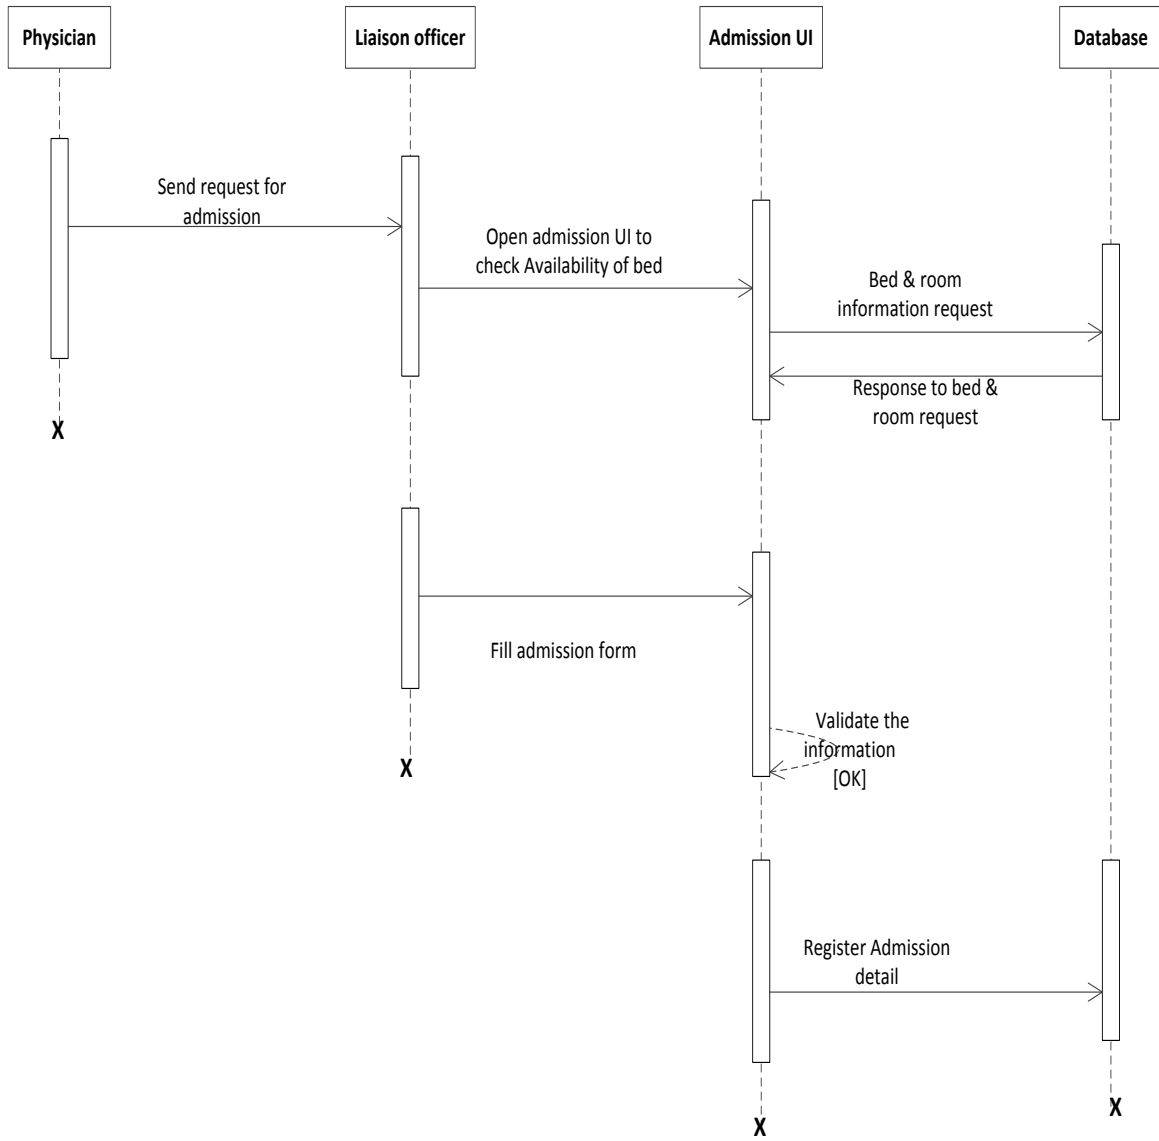 Physician
Liaison officer
Admission UI
Database
Send request for
admission
Open admission UI to
check Availability of bed
Bed & room
information request
Response to bed &
room request
X
Fill admission form
Validate the
information
[OK]
X
Register Admission
detail
X
X